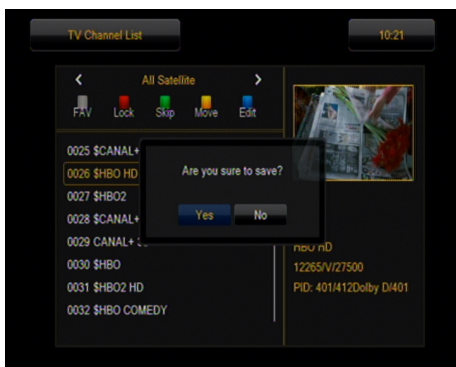 TV Channel List
10:21
All Satellite
FAV Lock Skip Move Edit
0025 $CANAL+
0026 $HBO HD
0027 $HBO2
0028 $CANAL+
0029 CANAL+
0030 $HBO
0031 $HBO2 HD
0032 $HBO COMEDY
Are you sure to save?
Yes No
HBO HD
12265/V/27500
PID: 401/412Dolby D/401